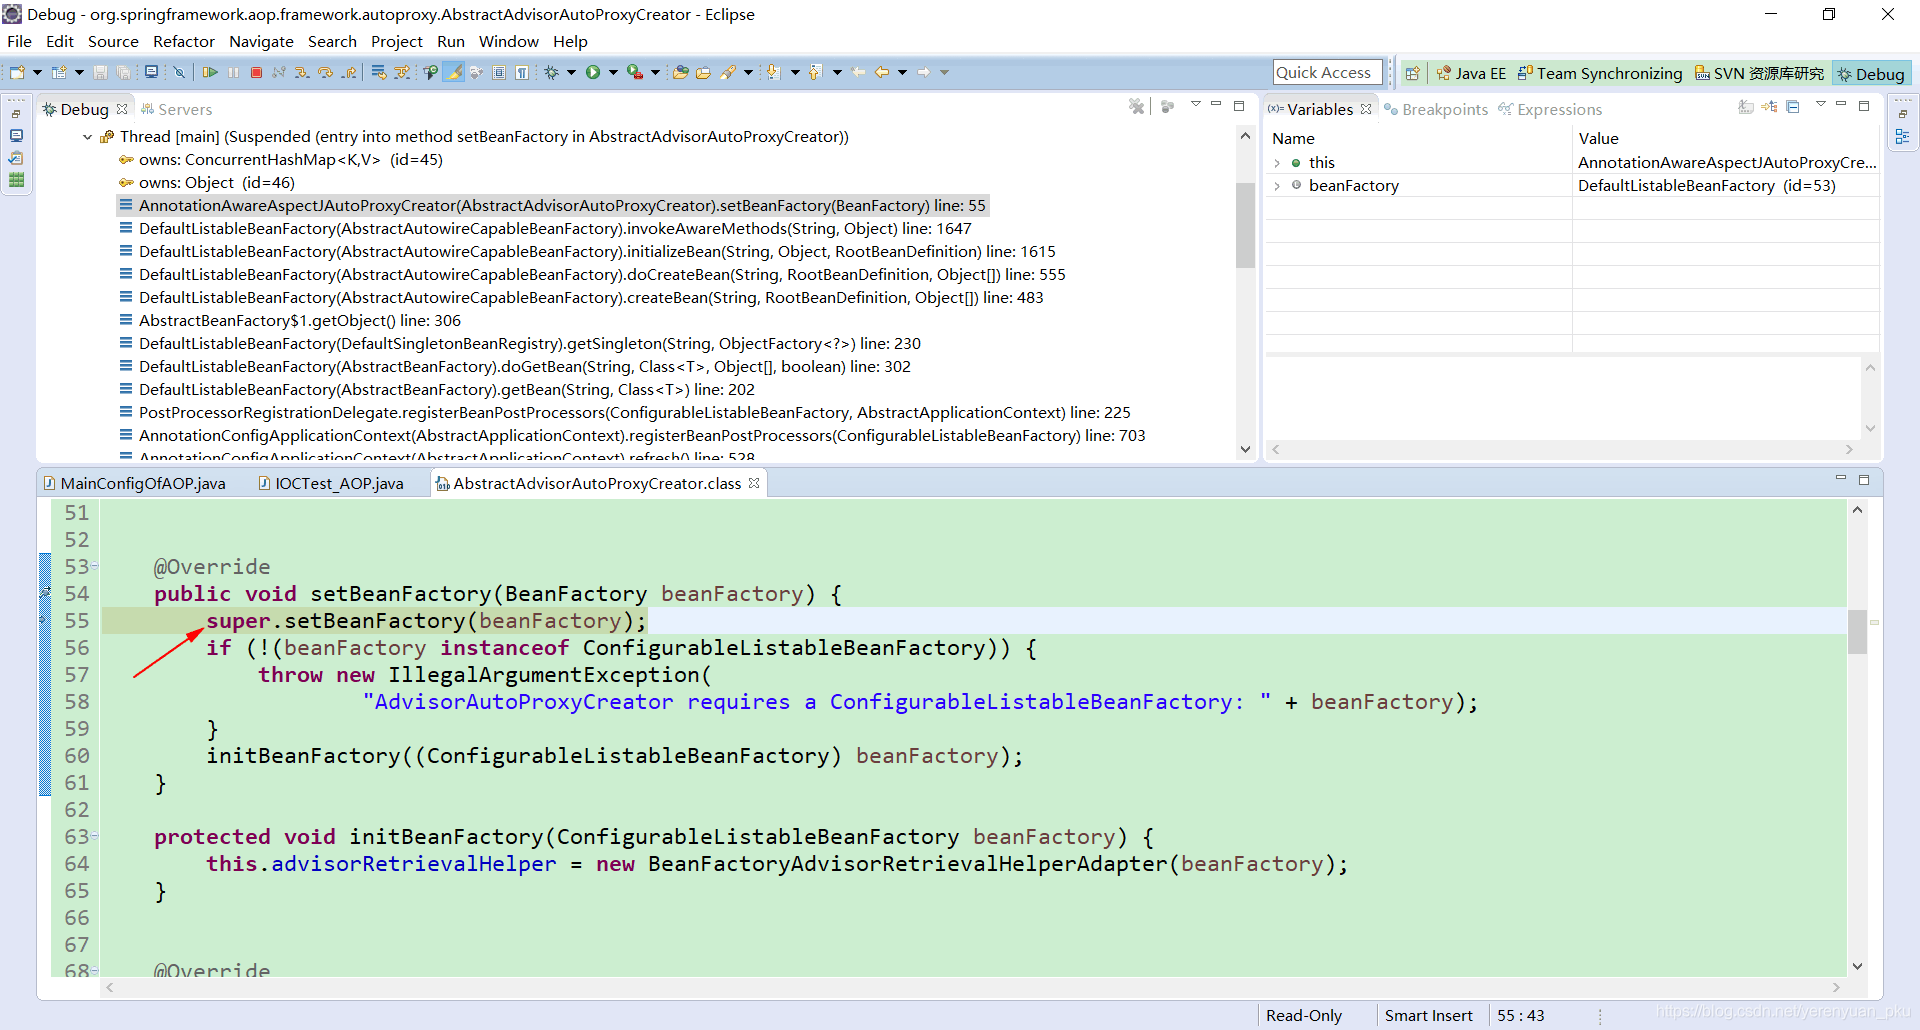 Debug - org.springframework.aop.framework.autoproxy.AbstractAdvisorAutoProxyCreator - Eclipse
File Edit Source Refactor Navigate Search Project Run Window Help
Quick Access Java EE Team Synchronizing SVN 资源库研究 Debug
Debug Servers
Thread [main] (Suspended (entry into method setBeanFactory in AbstractAdvisorAutoProxyCreator))
owns: ConcurrentHashMap<K,V> (id=45)
owns: Object (id=46)
AnnotationAwareAspectJAutoProxyCreator(AbstractAdvisorAutoProxyCreator).setBeanFactory(BeanFactory) line: 55
DefaultListableBeanFactory(AbstractAutowireCapableBeanFactory).invokeAwareMethods(String, Object) line: 1647
DefaultListableBeanFactory(AbstractAutowireCapableBeanFactory).initializeBean(String, Object, RootBeanDefinition) line: 1615
DefaultListableBeanFactory(AbstractAutowireCapableBeanFactory).doCreateBean(String, RootBeanDefinition, Object[]) line: 555
DefaultListableBeanFactory(AbstractAutowireCapableBeanFactory).createBean(String, RootBeanDefinition, Object[]) line: 483
AbstractBeanFactory$1.getObject() line: 306
DefaultListableBeanFactory(DefaultSingletonBeanRegistry).getSingleton(String, ObjectFactory<?>) line: 230
DefaultListableBeanFactory(AbstractBeanFactory).doGetBean(String, Class<T>, Object[], boolean) line: 302
DefaultListableBeanFactory(AbstractBeanFactory).getBean(String, Class<T>) line: 202
PostProcessorRegistrationDelegate.registerBeanPostProcessors(ConfigurableListableBeanFactory, AbstractApplicationContext) line: 225
AnnotationConfigApplicationContext(AbstractApplicationContext).registerBeanPostProcessors(ConfigurableListableBeanFactory) line: 703
AnnotationConfigApplicationContext(AbstractApplicationContext).refresh() line: 528
(x)= Variables Breakpoints Expressions
Name Value
this AnnotationAwareAspectJAutoProxyCre...
beanFactory DefaultListableBeanFactory (id=53)
MainConfigOfAOP.java IOCTest_AOP.java AbstractAdvisorAutoProxyCreator.class
51
52
53 @Override
54 public void setBeanFactory(BeanFactory beanFactory) {
55 super.setBeanFactory(beanFactory);
56 if (!(beanFactory instanceof ConfigurableListableBeanFactory)) {
57 throw new IllegalArgumentException(
58 "AdvisorAutoProxyCreator requires a ConfigurableListableBeanFactory: " + beanFactory);
59 }
60 initBeanFactory((ConfigurableListableBeanFactory) beanFactory);
61 }
62
63 protected void initBeanFactory(ConfigurableListableBeanFactory beanFactory) {
64 this.advisorRetrievalHelper = new BeanFactoryAdvisorRetrievalHelperAdapter(beanFactory);
65 }
66
67
68 @Override
Read-Only Smart Insert 55 : 43
https://blog.csdn.net/yerenyuan_pku